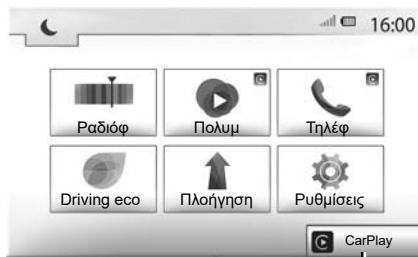 16:00
Ραδιόφ
Πολυμ
Τηλέφ
Driving eco
Πλοήγηση
Ρυθμίσεις
CarPlay